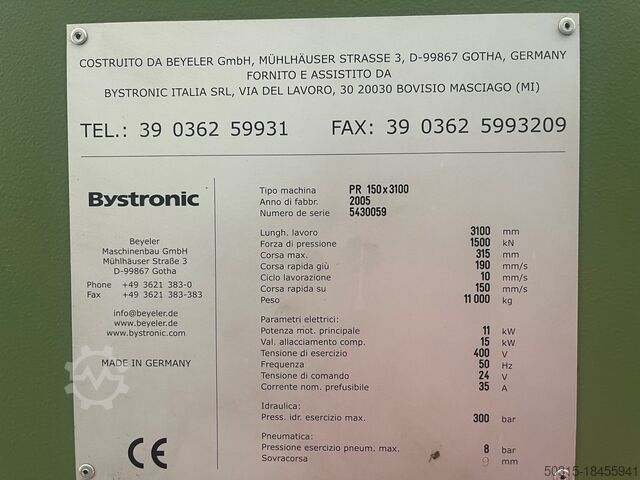 COSTRUITO DA BEYELER GmbH, MÜHLHÄUSER STRASSE 3, D-99867 GOTHA, GERMANY
FORNITO E ASSISTITO DA
BYSTRONIC ITALIA SRL, VIA DEL LAVORO, 30 20030 BOVISIO MASCIAGO (MI)
TEL.: 39 0362 59931 FAX: 39 0362 5993209
Bystronic
Beyeler
Maschinenbau GmbH
Mühlhäuser Straße 3
D-99867 Gotha
Phone +49 3621 383-0
Fax +49 3621 383-383
info@beyeler.de
www.beyeler.de
www.bystronic.com
MADE IN GERMANY
CE
Tipo machina PR 150x3100
Anno di fabbr. 2005
Numero de serie 5430059
Lungh. lavoro 3100 mm
Forza di pressione 1500 kN
Corsa max. 315 mm
Corsa rapida giù 190 mm/s
Ciclo lavorazione 10 mm/s
Corsa rapida su 150 mm/s
Peso 11 000 kg
Parametri elettrici:
Potenza mot. principale 11 kW
Val. allacciamento comp. 15 kW
Tensione di esercizio 400 V
Frequenza 50 Hz
Tensione di comando 24 V
Corrente nom. prefusibile 35 A
Idraulica:
Press. idr. esercizio max. 300 bar
Pneumatica:
Pressione esercizio pneum. max. 8 bar
Sovracorsa 9 mm
50315-18455941